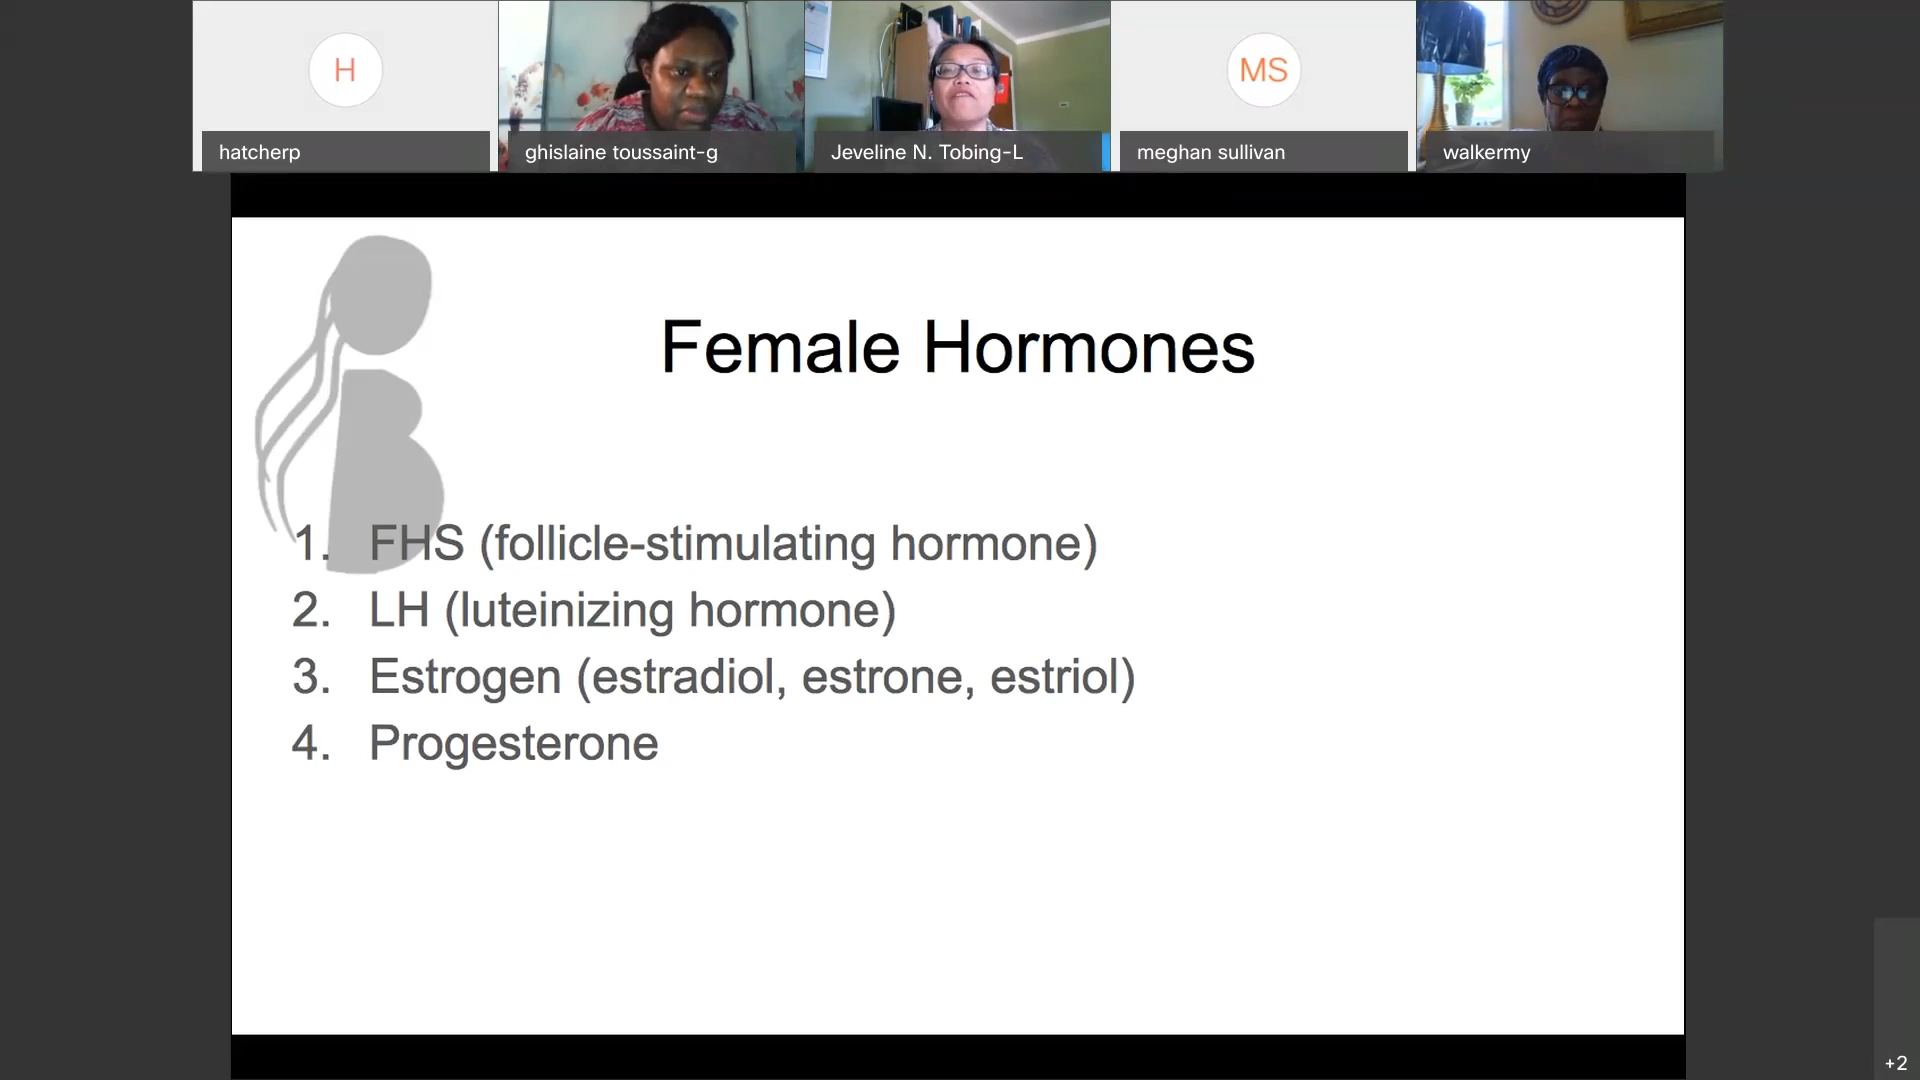 H
MS
hatcherp
ghislaine toussaint-g
Jeveline N. Tobing-L
meghan sullivan
walkermy
Female Hormones
1. FHS (follicle-stimulating hormone)
2. LH (luteinizing hormone)
3. Estrogen (estradiol, estrone, estriol)
4. Progesterone
+2